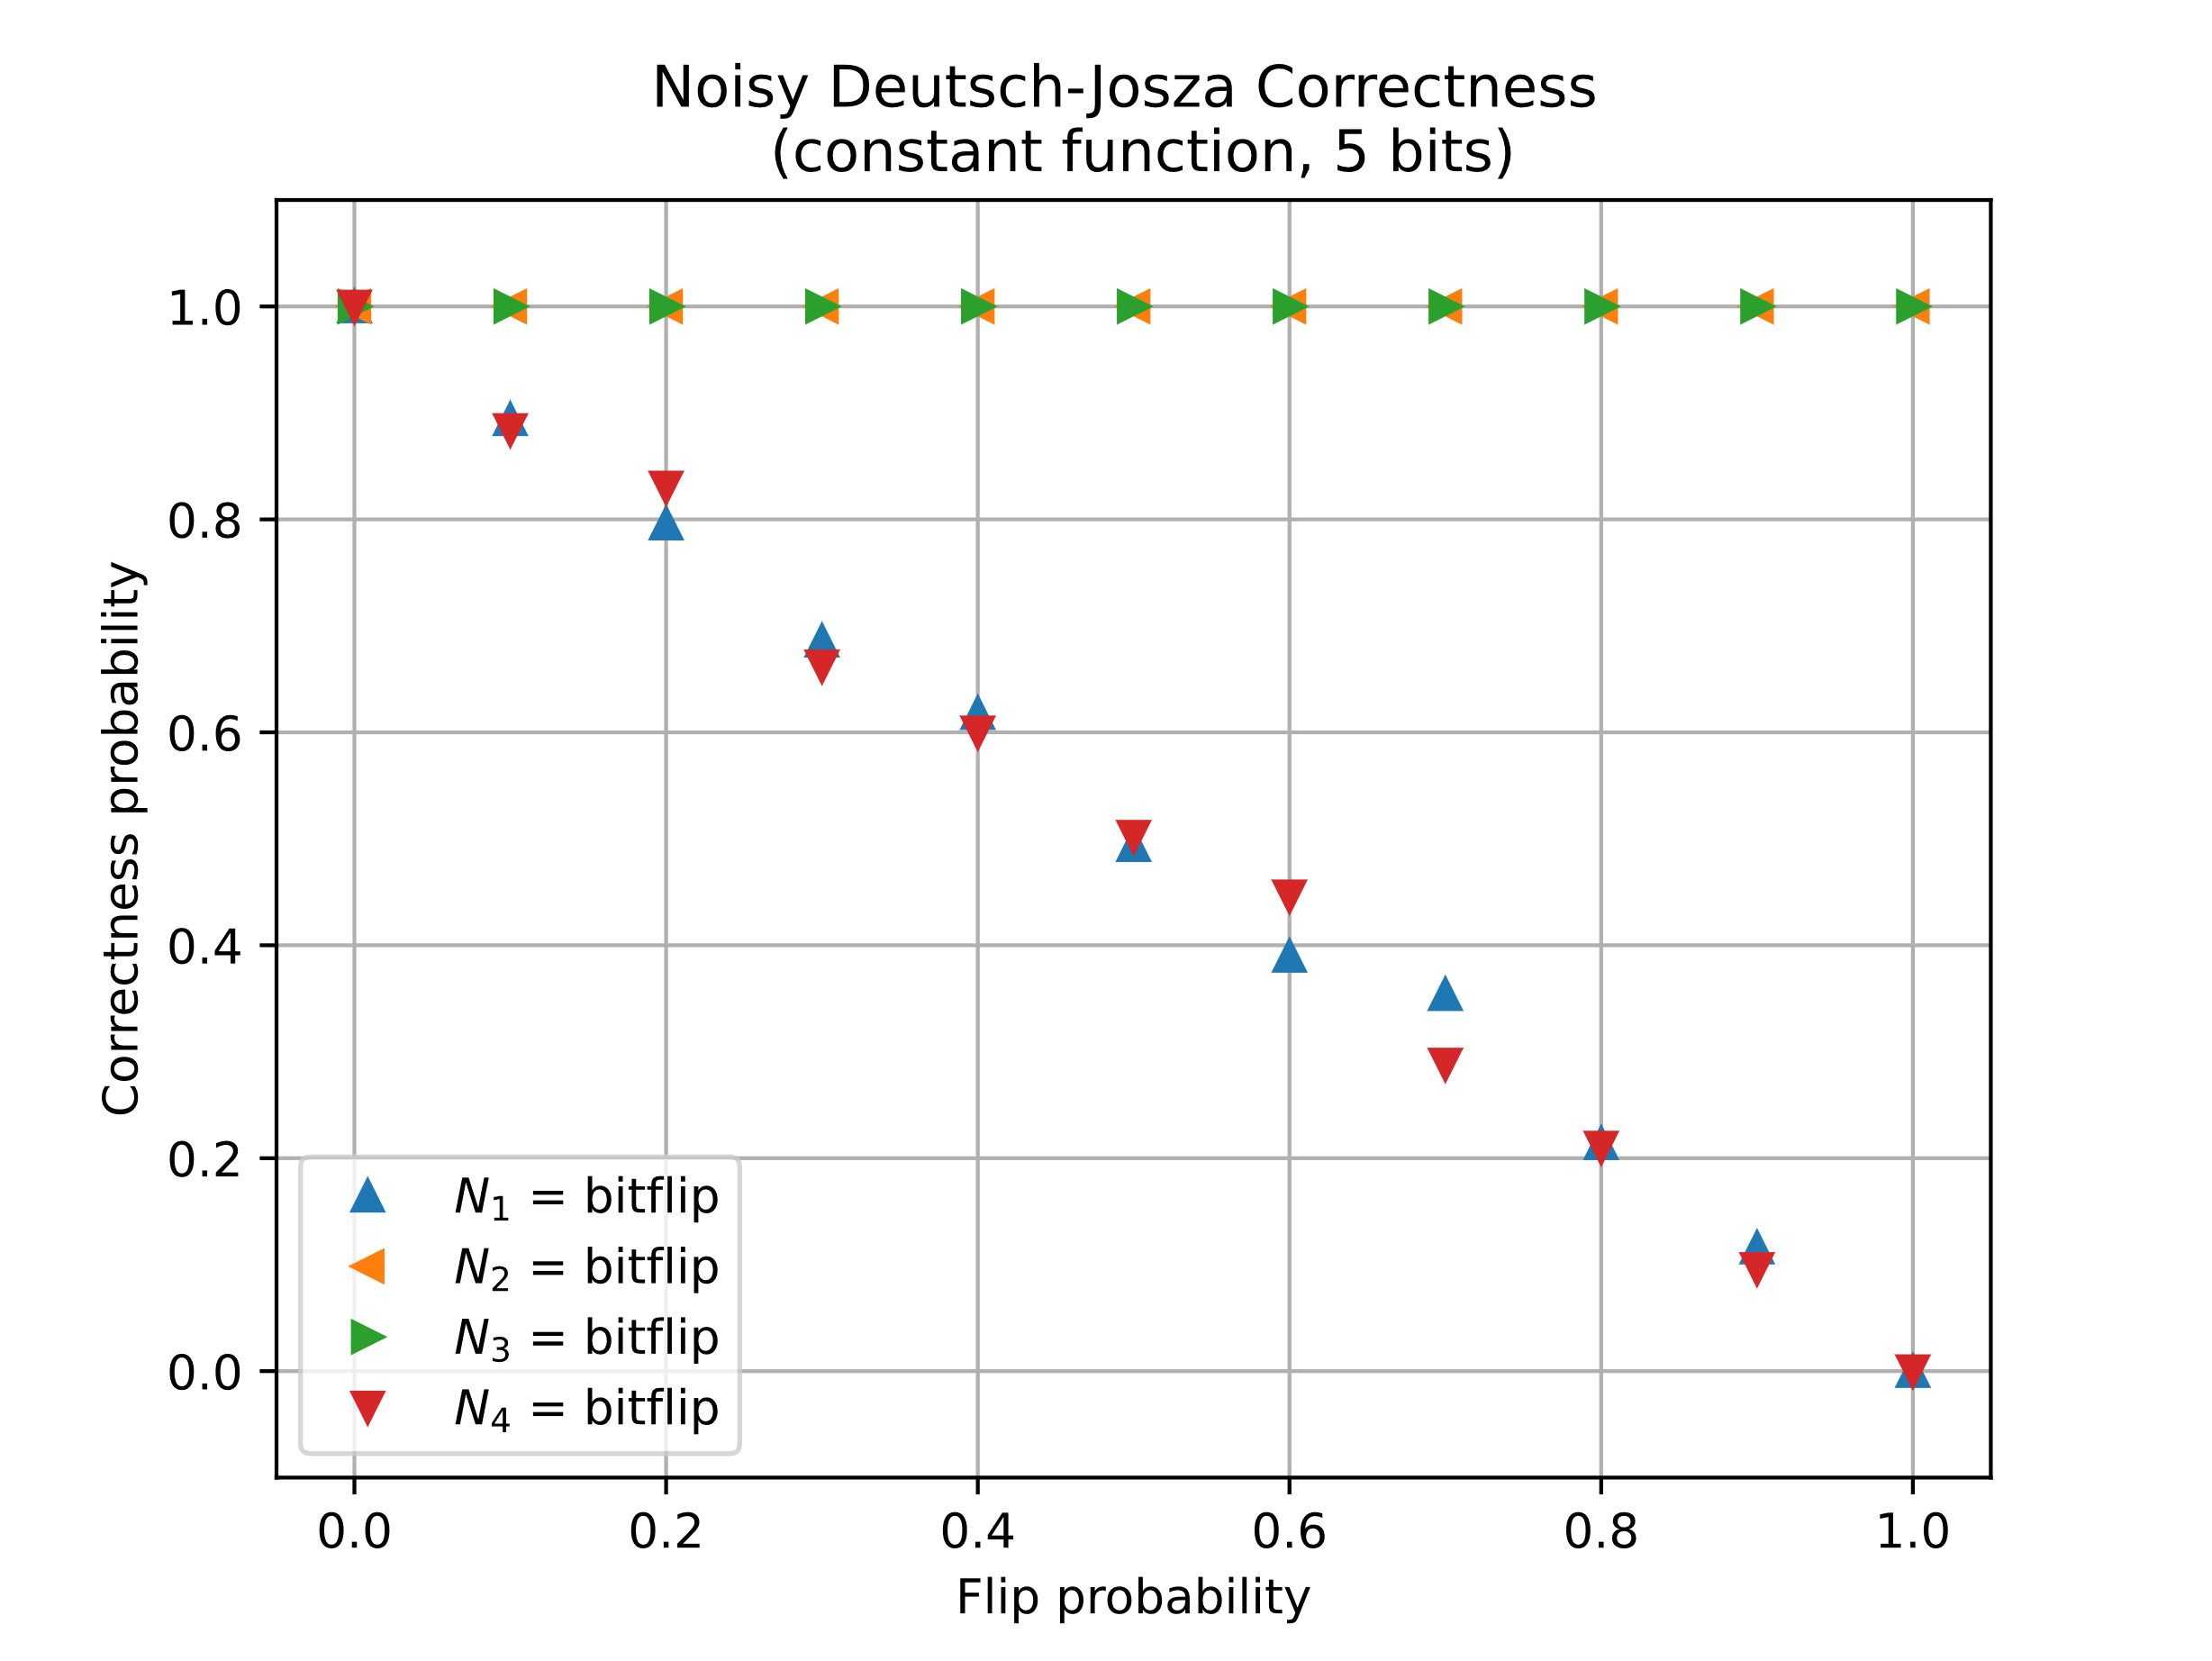 Noisy Deutsch-Josza Correctness
(constant function, 5 bits)
Correctness probability
1.0
0.8
0.6
0.4
0.2
0.0
N₁ = bitflip
N₂ = bitflip
N₃ = bitflip
N₄ = bitflip
0.0 0.2 0.4 0.6 0.8 1.0
Flip probability